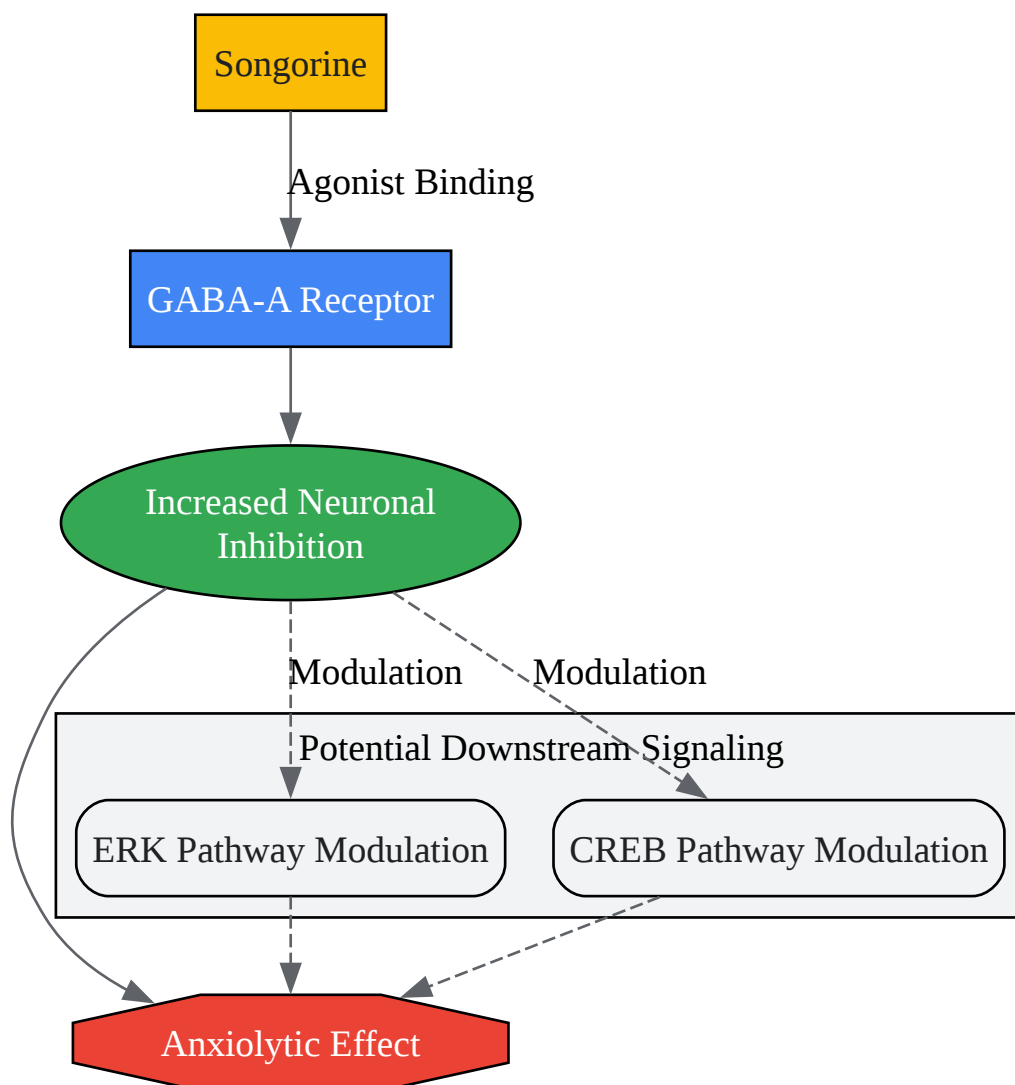 Songorine
Agonist Binding
GABA-A Receptor
Increased Neuronal
Inhibition
Modulation
Modulation
Potential Downstream Signaling
ERK Pathway Modulation
CREB Pathway Modulation
Anxiolytic Effect